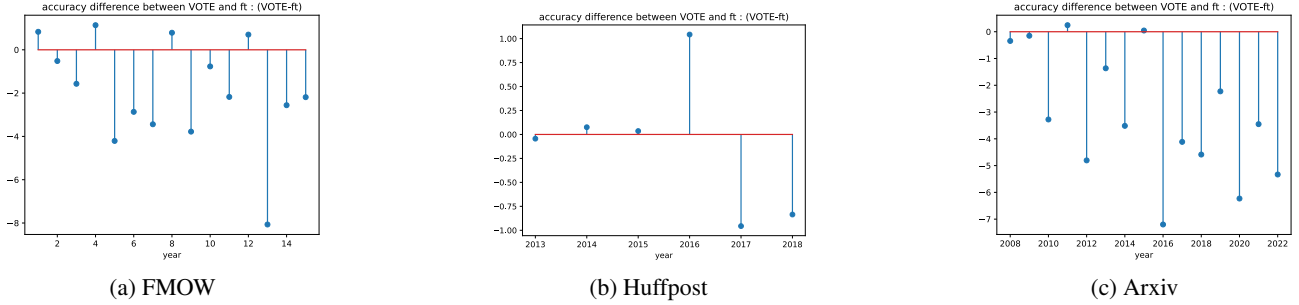 accuracy difference between VOTE and ft : (VOTE-ft)
0
−2
−4
−6
−8
2 4 6 8 10 12 14
year
(a) FMOW
accuracy difference between VOTE and ft : (VOTE-ft)
1.00
0.75
0.50
0.25
0.00
−0.25
−0.50
−0.75
−1.00
2013 2014 2015 2016 2017 2018
year
(b) Huffpost
accuracy difference between VOTE and ft : (VOTE-ft)
0
−1
−2
−3
−4
−5
−6
−7
2008 2010 2012 2014 2016 2018 2020 2022
year
(c) Arxiv